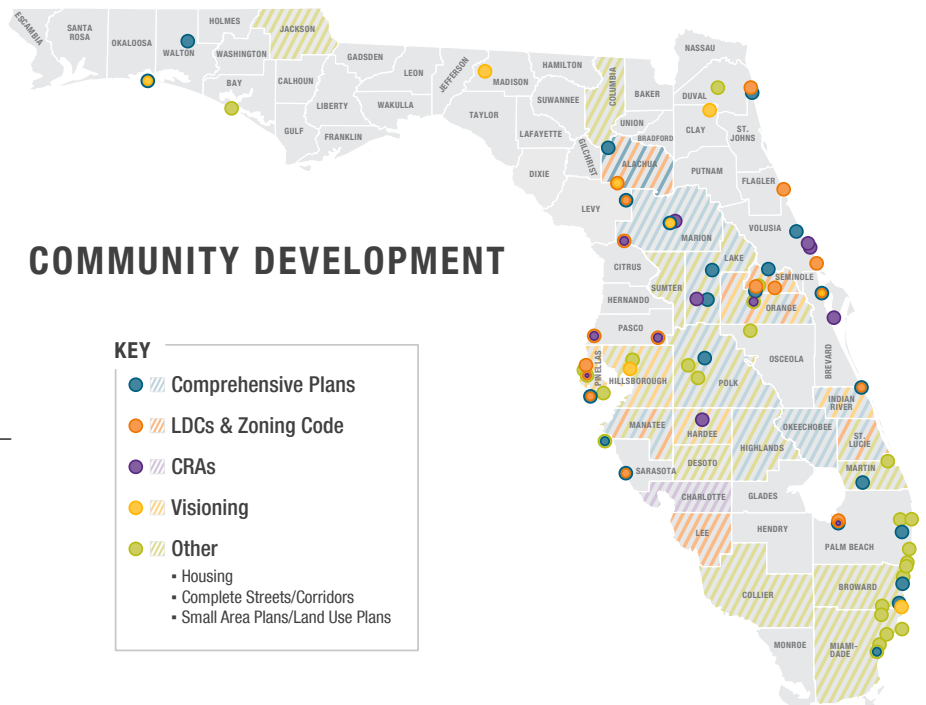 ESCAMBIA
SANTA
ROSA
OKALOOSA
WALTON
HOLMES
WASHINGTON
JACKSON
BAY
CALHOUN
GULF
GADSDEN
LIBERTY
FRANKLIN
LEON
WAKULLA
JEFFERSON
MADISON
TAYLOR
HAMILTON
SUWANNEE
LAFAYETTE
DIXIE
COLUMBIA
GILCHRIST
BAKER
UNION
BRADFORD
ALACHUA
LEVY
NASSAU
DUVAL
CLAY
ST.
JOHNS
PUTNAM
FLAGLER
VOLUSIA
MARION
CITRUS
LAKE
SUMTER
SEMINOLE
HERNANDO
ORANGE
PASCO
PINELLAS
HILLSBOROUGH
POLK
OSCEOLA
BREVARD
INDIAN
RIVER
MANATEE
HARDEE
HIGHLANDS
OKEECHOBEE
ST.
LUCIE
SARASOTA
DESOTO
MARTIN
CHARLOTTE
GLADES
LEE
HENDRY
PALM BEACH
COLLIER
BROWARD
MONROE
MIAMI-
DADE
COMMUNITY DEVELOPMENT
KEY
Comprehensive Plans
LDCs & Zoning Code
CRAs
Visioning
Other
▪ Housing
▪ Complete Streets/Corridors
▪ Small Area Plans/Land Use Plans